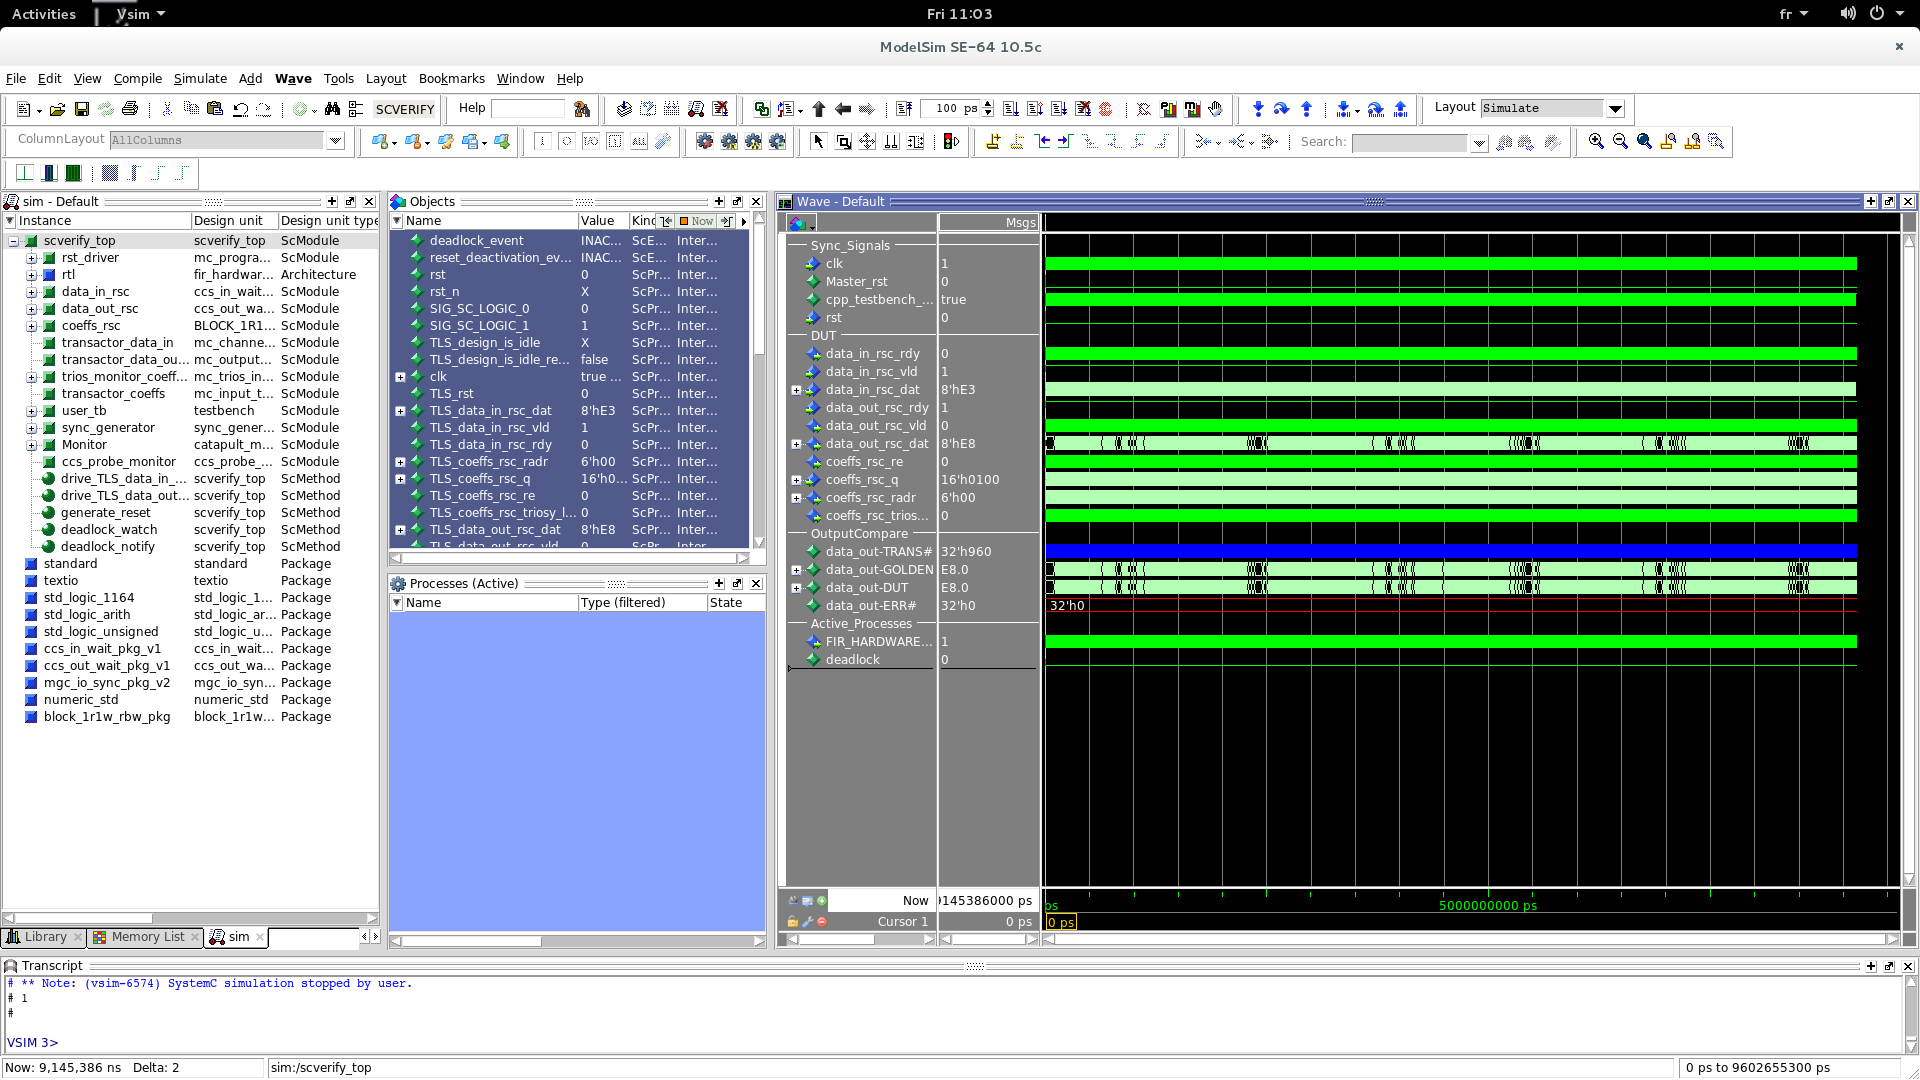 Activities Vsim Fri 11:03 fr
ModelSim SE-64 10.5c
File Edit View Compile Simulate Add Wave Tools Layout Bookmarks Window Help
SCVERIFY Help 100 ps Layout Simulate
ColumnLayout AllColumns Search:
sim - Default
Instance Design unit Design unit type
scverify_top scverify_top ScModule
rst_driver mc_progra... ScModule
rtl fir_hardwar... Architecture
data_in_rsc ccs_in_wait... ScModule
data_out_rsc ccs_out_wa... ScModule
coeffs_rsc BLOCK_1R1... ScModule
transactor_data_in mc_channe... ScModule
transactor_data_ou... mc_output... ScModule
trios_monitor_coeff... mc_trios_in... ScModule
transactor_coeffs mc_input_t... ScModule
user_tb testbench ScModule
sync_generator sync_gener... ScModule
Monitor catapult_m... ScModule
ccs_probe_monitor ccs_probe_... ScModule
drive_TLS_data_in_... scverify_top ScMethod
drive_TLS_data_out... scverify_top ScMethod
generate_reset scverify_top ScMethod
deadlock_watch scverify_top ScMethod
deadlock_notify scverify_top ScMethod
standard standard Package
textio textio Package
std_logic_1164 std_logic_1... Package
std_logic_arith std_logic_ar... Package
std_logic_unsigned std_logic_u... Package
ccs_in_wait_pkg_v1 ccs_in_wait... Package
ccs_out_wait_pkg_v1 ccs_out_wa... Package
mgc_io_sync_pkg_v2 mgc_io_syn... Package
numeric_std numeric_std Package
block_1r1w_rbw_pkg block_1r1w... Package
Library Memory List sim
Objects
Name Value Kind Now
deadlock_event INAC... ScE... Inter...
reset_deactivation_ev... INAC... ScE... Inter...
rst 0 ScPr... Inter...
rst_n X ScPr... Inter...
SIG_SC_LOGIC_0 0 ScPr... Inter...
SIG_SC_LOGIC_1 1 ScPr... Inter...
TLS_design_is_idle X ScPr... Inter...
TLS_design_is_idle_re... false ScPr... Inter...
clk true ... ScPr... Inter...
TLS_rst 0 ScPr... Inter...
TLS_data_in_rsc_dat 8'hE3 ScPr... Inter...
TLS_data_in_rsc_vld 1 ScPr... Inter...
TLS_data_in_rsc_rdy 0 ScPr... Inter...
TLS_coeffs_rsc_radr 6'h00 ScPr... Inter...
TLS_coeffs_rsc_q 16'h0... ScPr... Inter...
TLS_coeffs_rsc_re 0 ScPr... Inter...
TLS_coeffs_rsc_triosy_l... 0 ScPr... Inter...
TLS_data_out_rsc_dat 8'hE8 ScPr... Inter...
TLS_data_out_rsc_vld 0 ScPr... Inter...
Processes (Active)
Name Type (filtered) State
Wave - Default
Msgs
Sync_Signals
clk 1
Master_rst 0
cpp_testbench_... true
rst 0
DUT
data_in_rsc_rdy 0
data_in_rsc_vld 1
data_in_rsc_dat 8'hE3
data_out_rsc_rdy 1
data_out_rsc_vld 0
data_out_rsc_dat 8'hE8
coeffs_rsc_re 0
coeffs_rsc_q 16'h0100
coeffs_rsc_radr 6'h00
coeffs_rsc_trios... 0
OutputCompare
data_out-TRANS# 32'h960
data_out-GOLDEN E8.0
data_out-DUT E8.0
data_out-ERR# 32'h0 32'h0
Active_Processes
FIR_HARDWARE... 1
deadlock 0
Now 9145386000 ps ps 5000000000 ps
Cursor 1 0 ps 0 ps
Transcript
# ** Note: (vsim-6574) SystemC simulation stopped by user.
# 1
#
VSIM 3>
Now: 9,145,386 ns Delta: 2 sim:/scverify_top 0 ps to 9602655300 ps